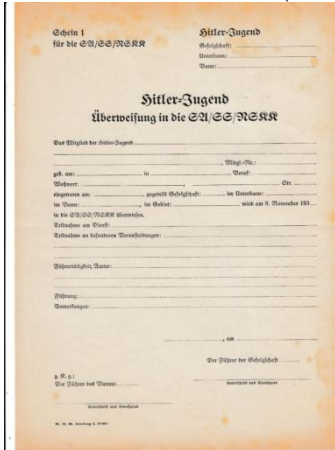 Schein 1
für die SA/SS/NSKK
Hitler-Jugend
Gefolgschaft:
Unterbann:
Bann:
Hitler-Jugend
Überweisung in die SA/SS/NSKK
Das Mitglied der Hitler-Jugend
, Mitgl.-Nr.:
geb. am: in Beruf:
Wohnort: , Str.
eingetreten am: zugeteilt Gefolgschaft: im Unterbann:
im Bann: , im Gebiet: wird am 9. November 193
in die SA/SS/NSKK überwiesen.
Teilnahme am Dienst:
Teilnahme an besonderen Veranstaltungen:
Führertätigkeit, Ämter:
Führung:
Bemerkungen:
, am
Der Führer der Gefolgschaft
g. K. g.:
Der Führer des Bannes
Unterschrift und Dienstgrad
Unterschrift und Dienstgrad